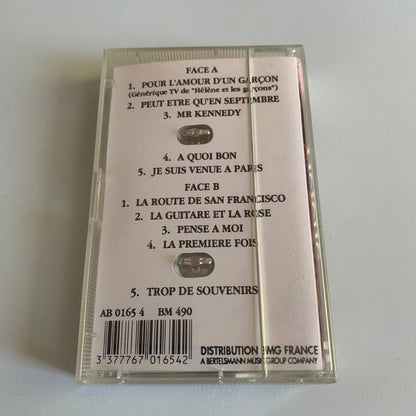 FACE A
1. POUR L'AMOUR D'UN GARÇON
(Générique TV de "Hélène et les garçons")
2. PEUT ETRE QU'EN SEPTEMBRE
3. MR KENNEDY
4. A QUOI BON
5. JE SUIS VENUE A PARIS
FACE B
1. LA ROUTE DE SAN FRANCISCO
2. LA GUITARE ET LA ROSE
3. PENSE A MOI
4. LA PREMIERE FOIS
5. TROP DE SOUVENIRS
AB 0165 4 BM 490
3 377767 016542
DISTRIBUTION BMG FRANCE
A BERTELSMANN MUSIC GROUP COMPANY